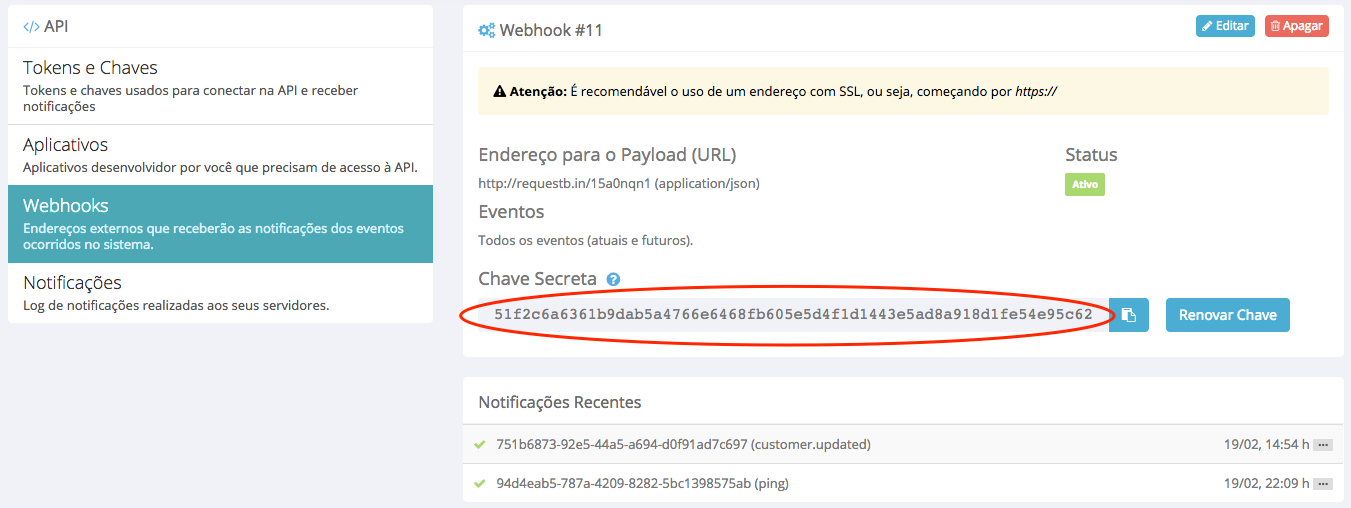 </> API
Tokens e Chaves
Tokens e chaves usados para conectar na API e receber
notificações
Aplicativos
Aplicativos desenvolvidor por você que precisam de acesso à API.
Webhooks
Endereços externos que receberão as notificações dos eventos
ocorridos no sistema.
Notificações
Log de notificações realizadas aos seus servidores.
Webhook #11
Editar
Apagar
Atenção: É recomendável o uso de um endereço com SSL, ou seja, começando por https://
Endereço para o Payload (URL)
Status
http://requestb.in/15a0nqn1 (application/json)
Ativo
Eventos
Todos os eventos (atuais e futuros).
Chave Secreta ?
51f2c6a6361b9dab5a4766e6468fb605e5d4f1d1443e5ad8a918d1fe54e95c62
Renovar Chave
Notificações Recentes
751b6873-92e5-44a5-a694-d0f91ad7c697 (customer.updated)
19/02, 14:54 h
94d4eab5-787a-4209-8282-5bc1398575ab (ping)
19/02, 22:09 h